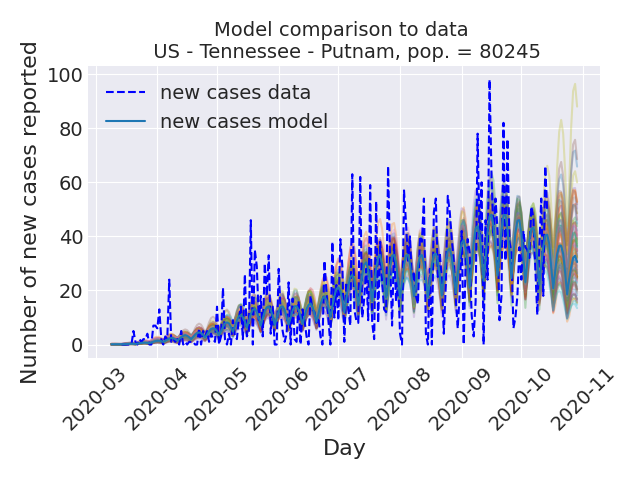 Model comparison to data
US - Tennessee - Putnam, pop. = 80245
Number of new cases reported
100
80
60
40
20
0
new cases data
new cases model
2020-03
2020-04
2020-05
2020-06
2020-07
2020-08
2020-09
2020-10
2020-11
Day